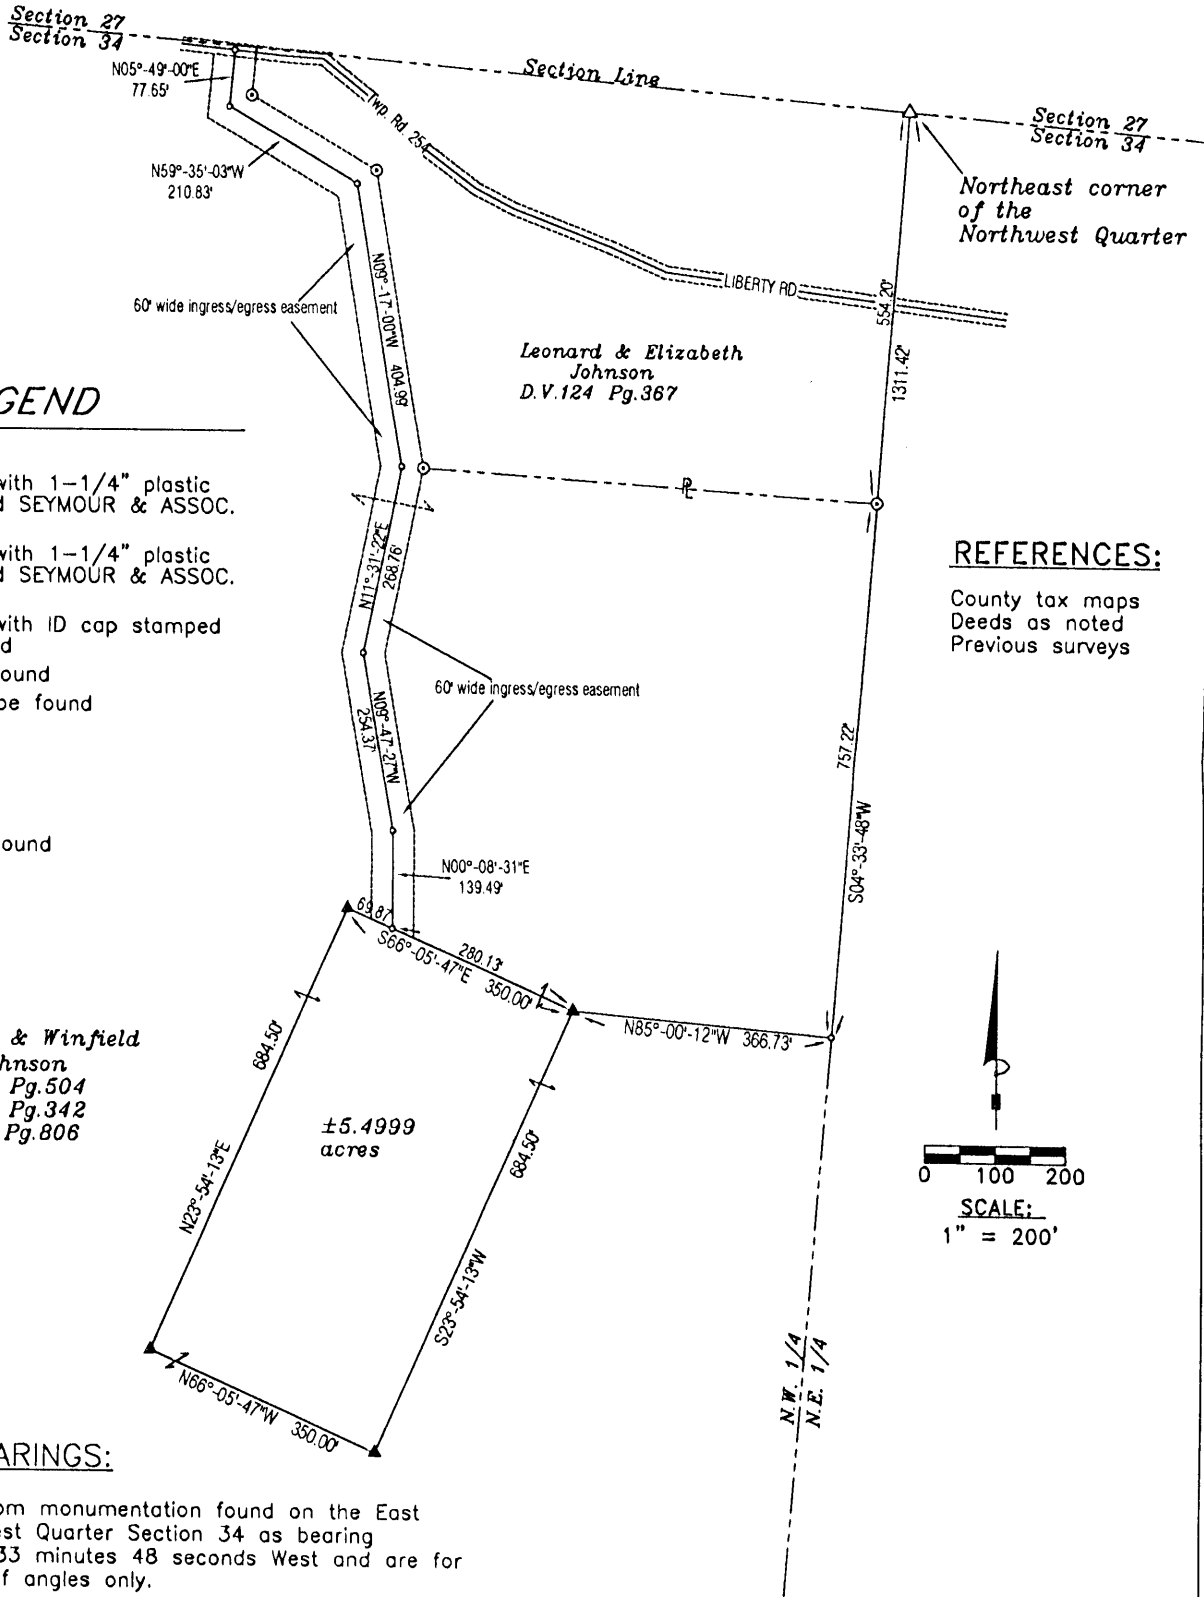 Section 27
Section 34
N05°-49'-00"E
77.65'
Section Line
Twp. Rd. 254
Section 27
Section 34
N59°-35'-03"W
210.83'
Northeast corner
of the
Northwest Quarter
N09°-17'-00"W 404.66'
60' wide ingress/egress easement
LIBERTY RD
554.20'
1311.42'
Leonard & Elizabeth
Johnson
D.V.124 Pg.367
GEND
with 1-1/4" plastic
d SEYMOUR & ASSOC.
with 1-1/4" plastic
d SEYMOUR & ASSOC.
with ID cap stamped
d
ound
pe found
ound
PL
N11°-31'-22"E
268.76'
REFERENCES:
County tax maps
Deeds as noted
Previous surveys
60' wide ingress/egress easement
N09°-47'-27"W
254.37'
757.22'
S04°-33'-48"W
N00°-08'-31"E
139.49'
69.87'
S66°-05'-47"E 350.00'
280.13'
N85°-00'-12"W 366.73'
& Winfield
hnson
Pg.504
Pg.342
Pg.806
684.50'
N23°-54'-13"E
±5.4999
acres
684.50'
S23°-54'-13"W
0 100 200
SCALE:
1" = 200'
N66°-05'-47"W 350.00'
N.W. 1/4
N.E. 1/4
ARINGS:
om monumentation found on the East
est Quarter Section 34 as bearing
33 minutes 48 seconds West and are for
f angles only.